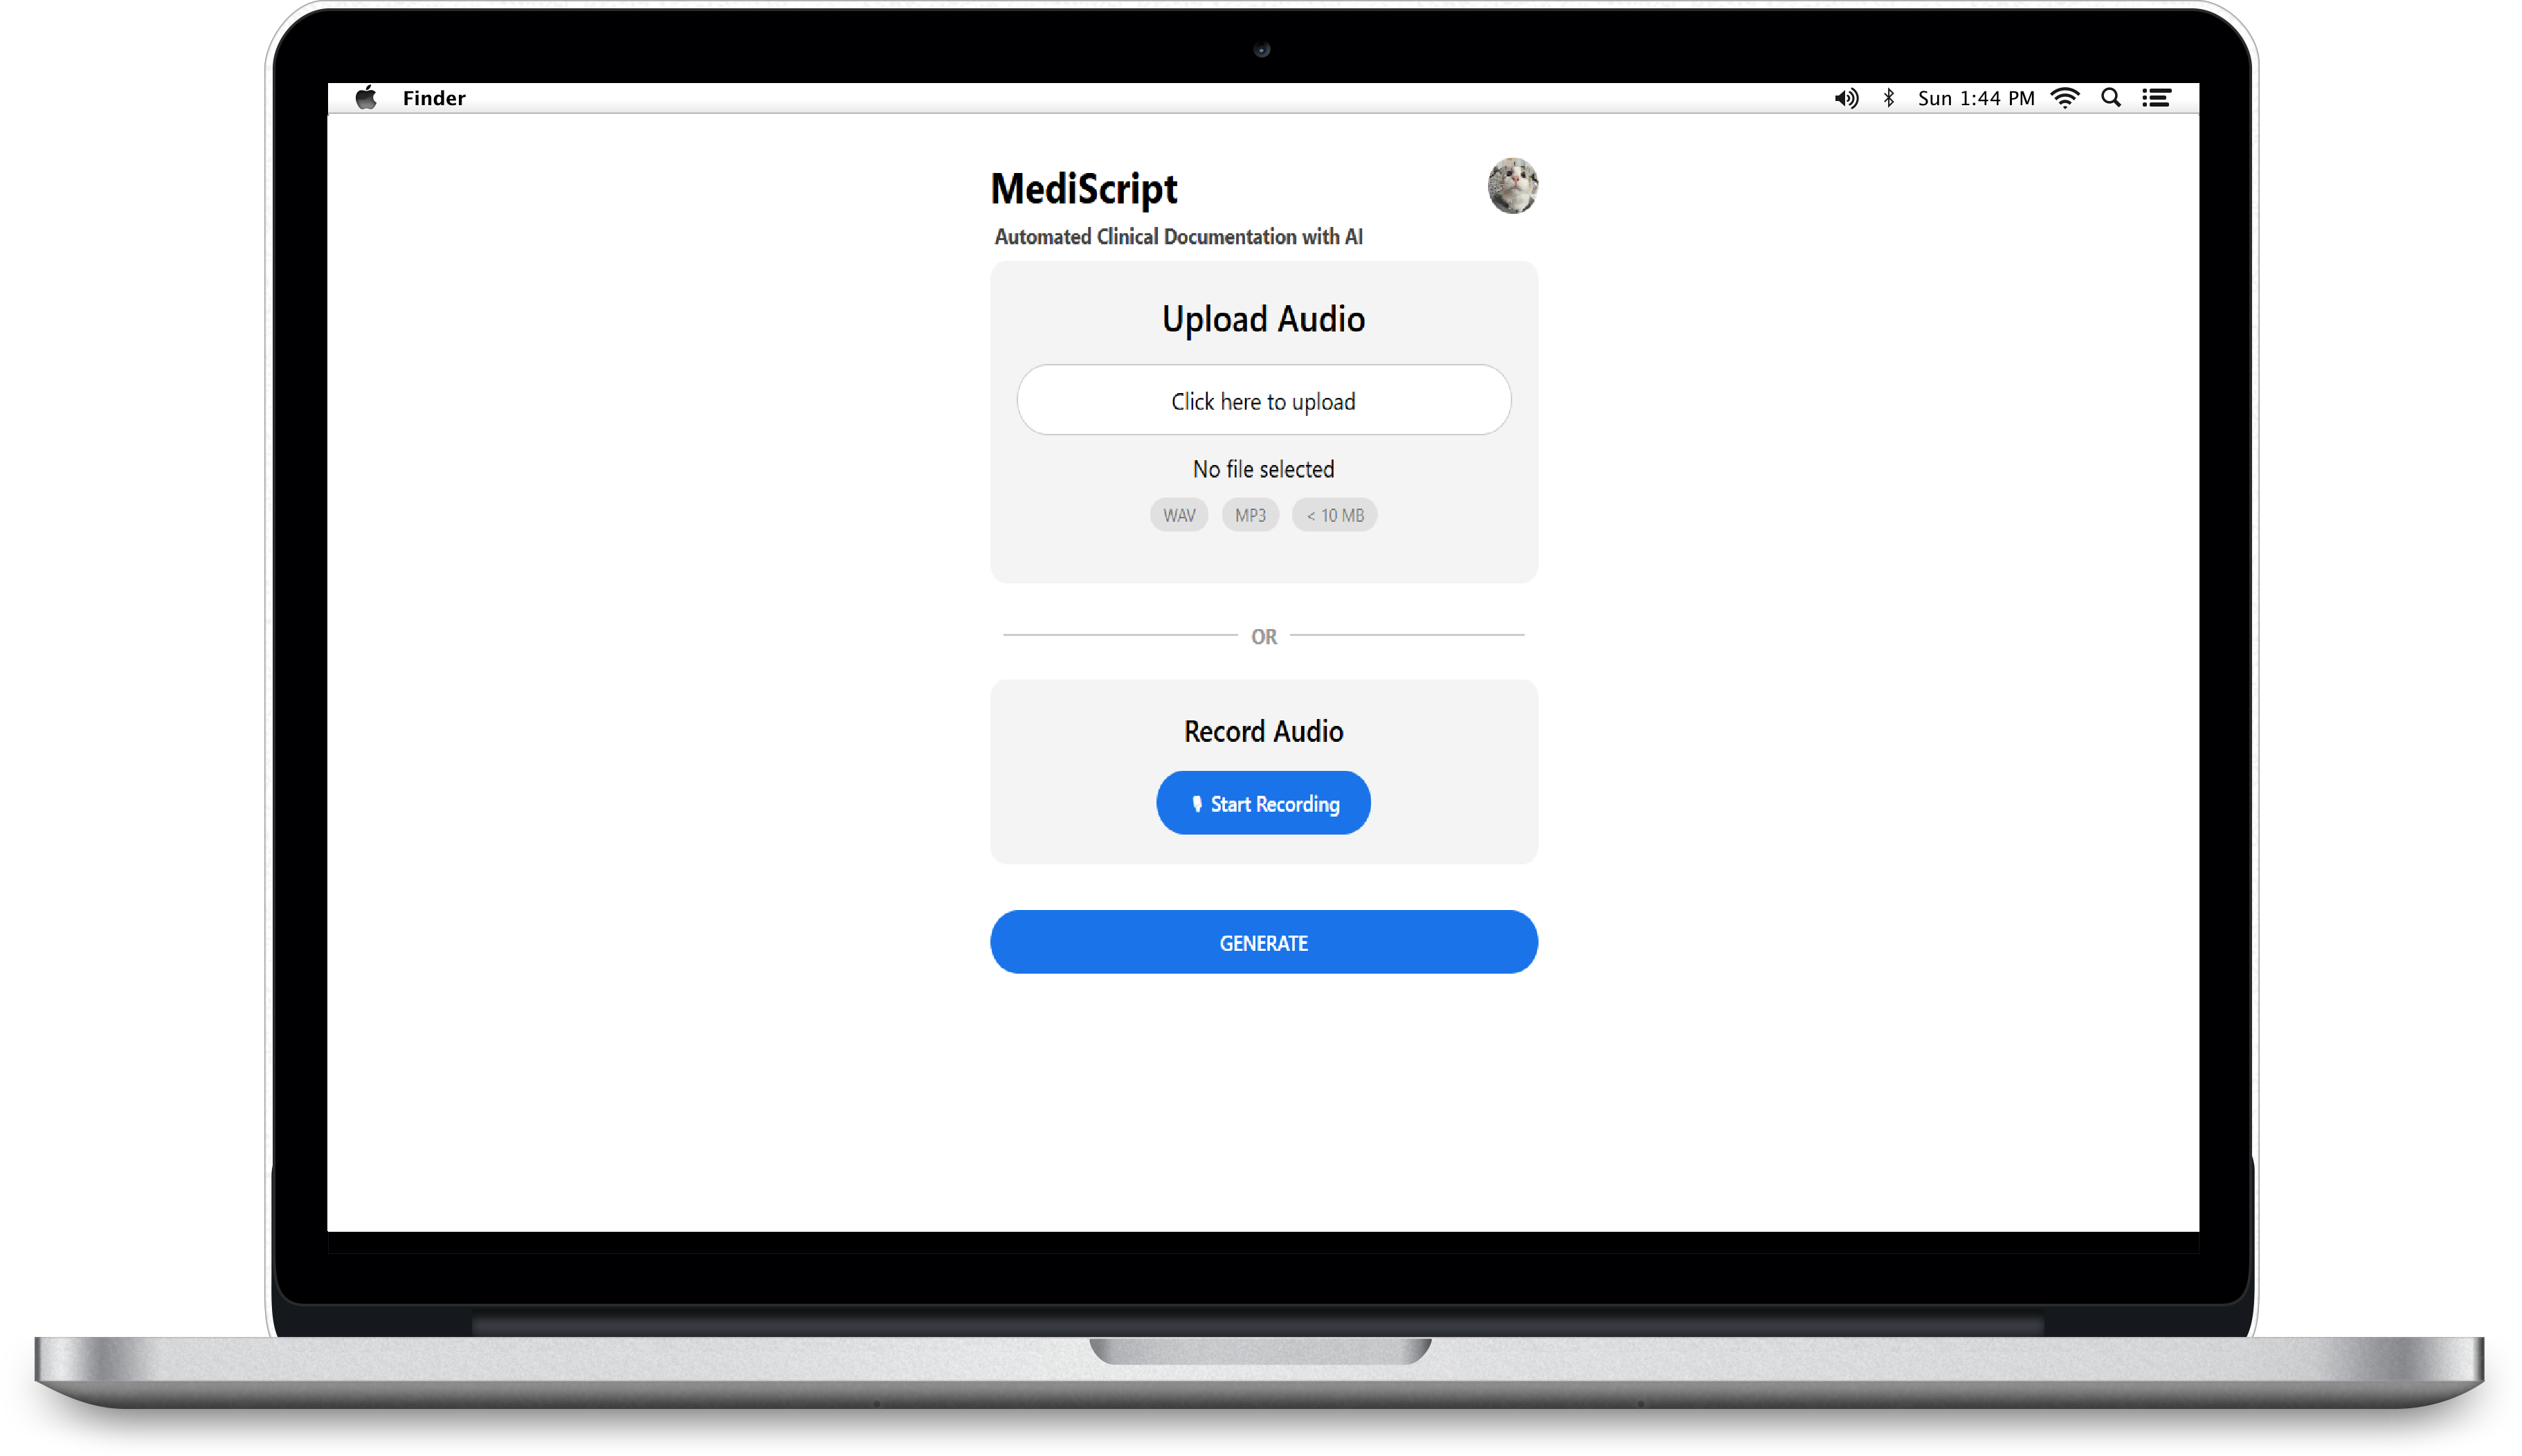 Finder
Sun 1:44 PM
MediScript
Automated Clinical Documentation with AI
Upload Audio
Click here to upload
No file selected
WAV MP3 < 10 MB
OR
Record Audio
Start Recording
GENERATE